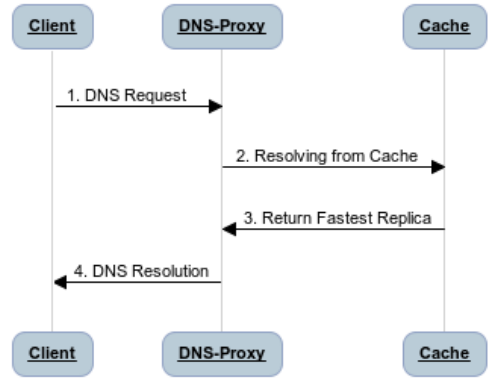 Client DNS-Proxy Cache
1. DNS Request
2. Resolving from Cache
3. Return Fastest Replica
4. DNS Resolution
Client DNS-Proxy Cache